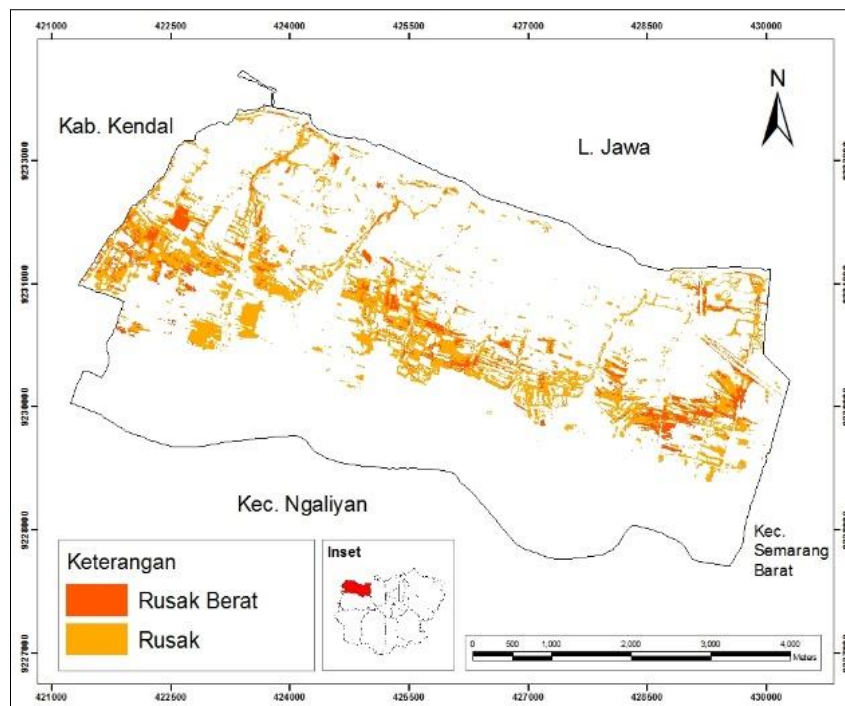 421000 422500 424000 425500 427000 428500 430000
Kab. Kendal
N
L. Jawa
9233000
9231000
9230000
Kec. Ngaliyan
Kec.
Semarang
Barat
Keterangan
Rusak Berat
Rusak
Inset
0 500 1,000 2,000 3,000 4,000
Meters
9227000
421000 422500 424000 425500 427000 428500 430000